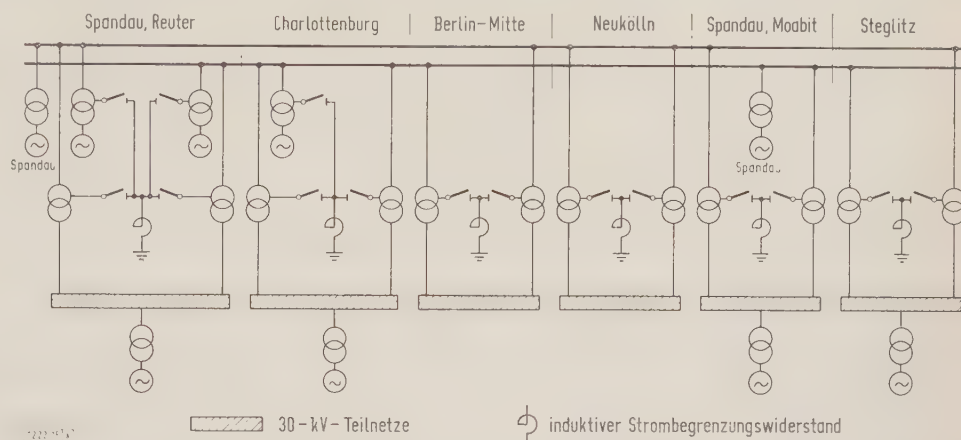 Spandau, Reuter
Charlottenburg
Berlin-Mitte
Neukölln
Spandau, Moabit
Steglitz
Spandau
Spandau
30-kV-Teilnetze
induktiver Strombegrenzungswiderstand